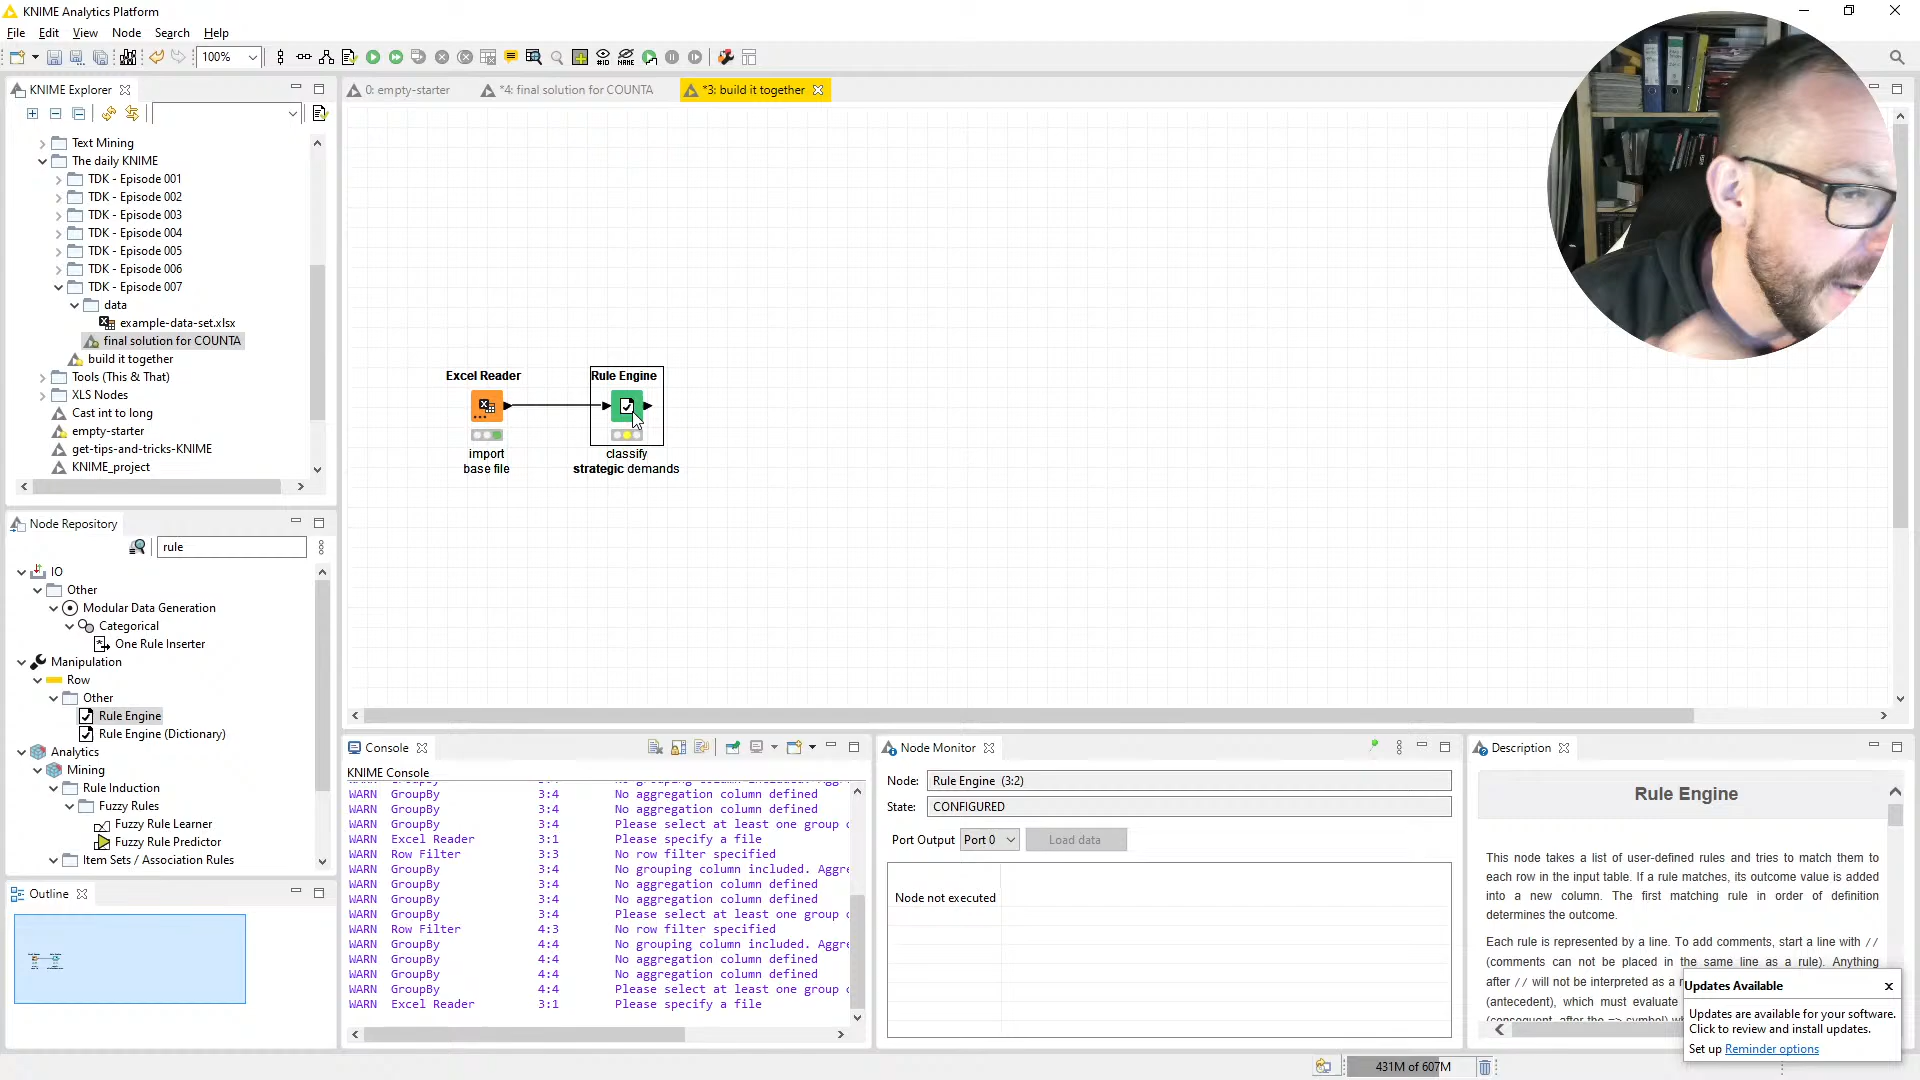 KNIME Analytics Platform
File Edit View Node Search Help
100%
KNIME Explorer
Text Mining
The daily KNIME
TDK - Episode 001
TDK - Episode 002
TDK - Episode 003
TDK - Episode 004
TDK - Episode 005
TDK - Episode 006
TDK - Episode 007
data
example-data-set.xlsx
final solution for COUNTA
build it together
Tools (This & That)
XLS Nodes
Cast int to long
empty-starter
get-tips-and-tricks-KNIME
KNIME_project
Node Repository
rule
IO
Other
Modular Data Generation
Categorical
One Rule Inserter
Manipulation
Row
Other
Rule Engine
Rule Engine (Dictionary)
Analytics
Mining
Rule Induction
Fuzzy Rules
Fuzzy Rule Learner
Fuzzy Rule Predictor
Item Sets / Association Rules
Outline
0: empty-starter
*4: final solution for COUNTA
*3: build it together
Excel Reader
import
base file
Rule Engine
classify
strategic demands
Console
KNIME Console
WARN GroupBy 3:4 No aggregation column defined
WARN GroupBy 3:4 No aggregation column defined
WARN GroupBy 3:4 Please select at least one group c
WARN Excel Reader 3:1 Please specify a file
WARN Row Filter 3:3 No row filter specified
WARN GroupBy 3:4 No grouping column included. Aggre
WARN GroupBy 3:4 No aggregation column defined
WARN GroupBy 3:4 No aggregation column defined
WARN GroupBy 3:4 Please select at least one group c
WARN Row Filter 4:3 No row filter specified
WARN GroupBy 4:4 No grouping column included. Aggre
WARN GroupBy 4:4 No aggregation column defined
WARN GroupBy 4:4 No aggregation column defined
WARN GroupBy 4:4 Please select at least one group c
WARN Excel Reader 3:1 Please specify a file
Node Monitor
Node: Rule Engine (3:2)
State: CONFIGURED
Port Output Port 0 Load data
Node not executed
Description
Rule Engine
This node takes a list of user-defined rules and tries to match them to
each row in the input table. If a rule matches, its outcome value is added
into a new column. The first matching rule in order of definition
determines the outcome.
Each rule is represented by a line. To add comments, start a line with //
(comments can not be placed in the same line as a rule). Anything
after // will not be interpreted as a
(antecedent), which must evaluate
(consequent, after the => symbol)
Updates Available
Updates are available for your software.
Click to review and install updates.
Set up Reminder options
431M of 607M